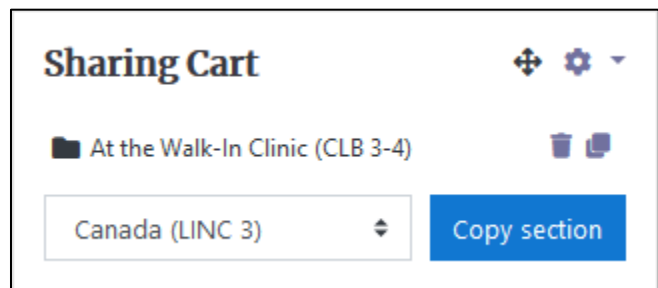 Sharing Cart
At the Walk-In Clinic (CLB 3-4)
Canada (LINC 3)
Copy section